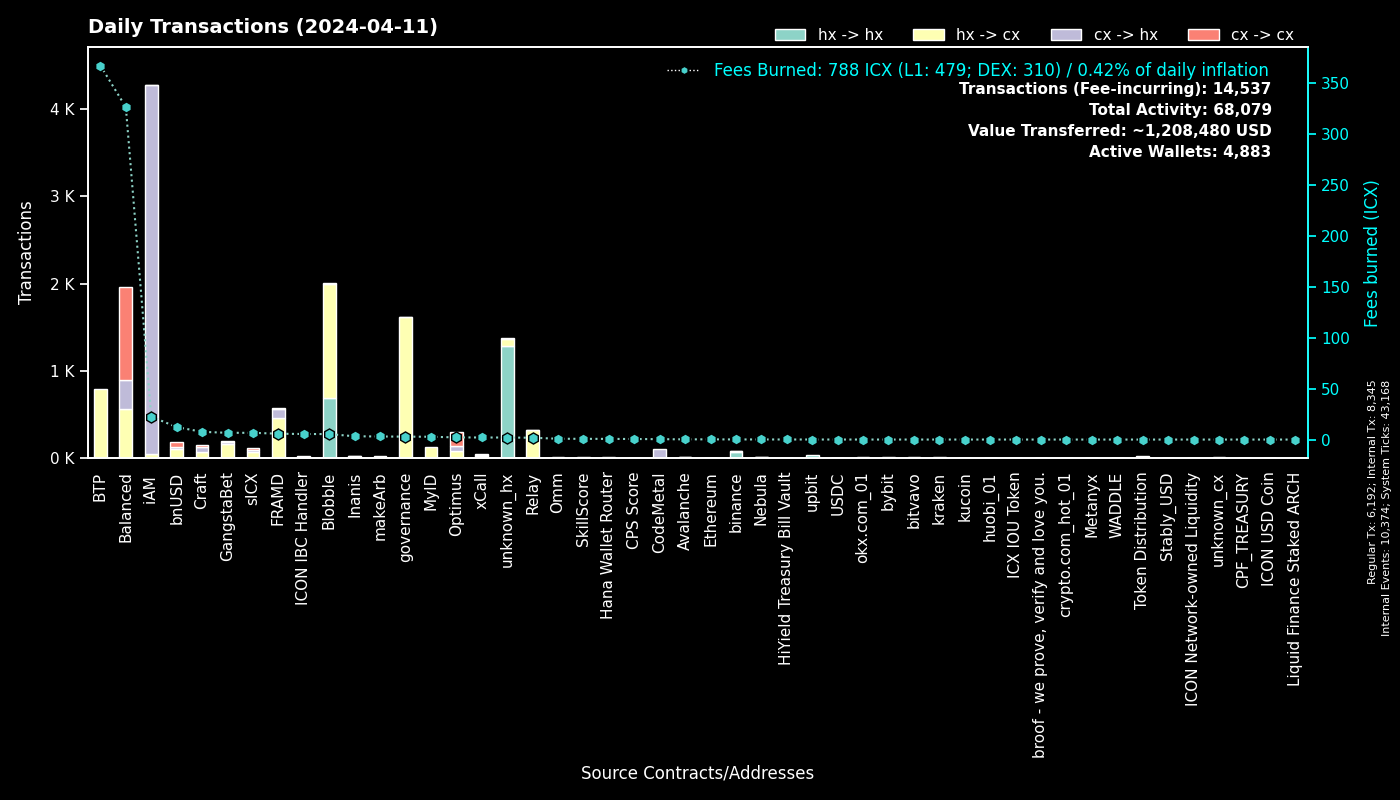 Daily Transactions (2024-04-11)
hx -> hx
hx -> cx
cx -> hx
cx -> cx
Fees Burned: 788 ICX (L1: 479; DEX: 310) / 0.42% of daily inflation
Transactions (Fee-incurring): 14,537
Total Activity: 68,079
Value Transferred: ~1,208,480 USD
Active Wallets: 4,883
Transactions
4 K
3 K
2 K
1 K
0 K
350
300
250
200
150
100
50
0
Fees burned (ICX)
Regular Tx: 6,192; Internal Tx: 8,345
Internal Events: 10,374; System Ticks: 43,168
BTP
Balanced
iAM
bnUSD
Craft
GangstaBet
sICX
FRAMD
ICON IBC Handler
Blobble
Inanis
makeArb
governance
MyID
Optimus
xCall
unknown_hx
Relay
Omm
SkillScore
Hana Wallet Router
CPS Score
CodeMetal
Avalanche
Ethereum
binance
Nebula
HiYield Treasury Bill Vault
upbit
USDC
okx.com_01
bybit
bitvavo
kraken
kucoin
huobi_01
ICX IOU Token
broof - we prove, verify and love you.
crypto.com_hot_01
Metanyx
WADDLE
Token Distribution
Stably_USD
ICON Network-owned Liquidity
unknown_cx
CPF_TREASURY
ICON USD Coin
Liquid Finance Staked ARCH
Source Contracts/Addresses